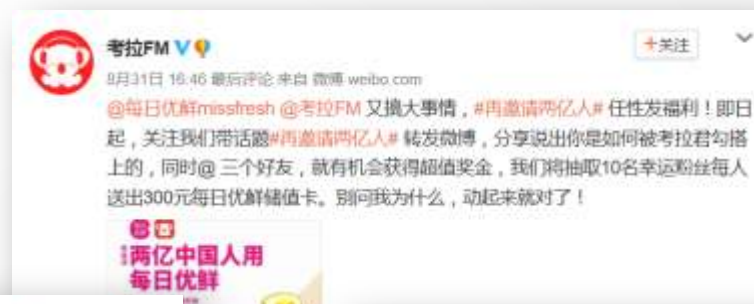 考拉FM
+关注
8月31日 16:46 最后评论 来自 微博 weibo.com
@每日优鲜missfresh @考拉FM 又搞大事情，#再邀请两亿人# 任性发福利！即日
起，关注我们带话题#再邀请两亿人# 转发微博，分享说出你是如何被考拉君勾搭
上的，同时@ 三个好友，就有机会获得超值奖金，我们将抽取10名幸运粉丝每人
送出300元每日优鲜储值卡。别问我为什么，动起来就对了！
两亿中国人用
每日优鲜